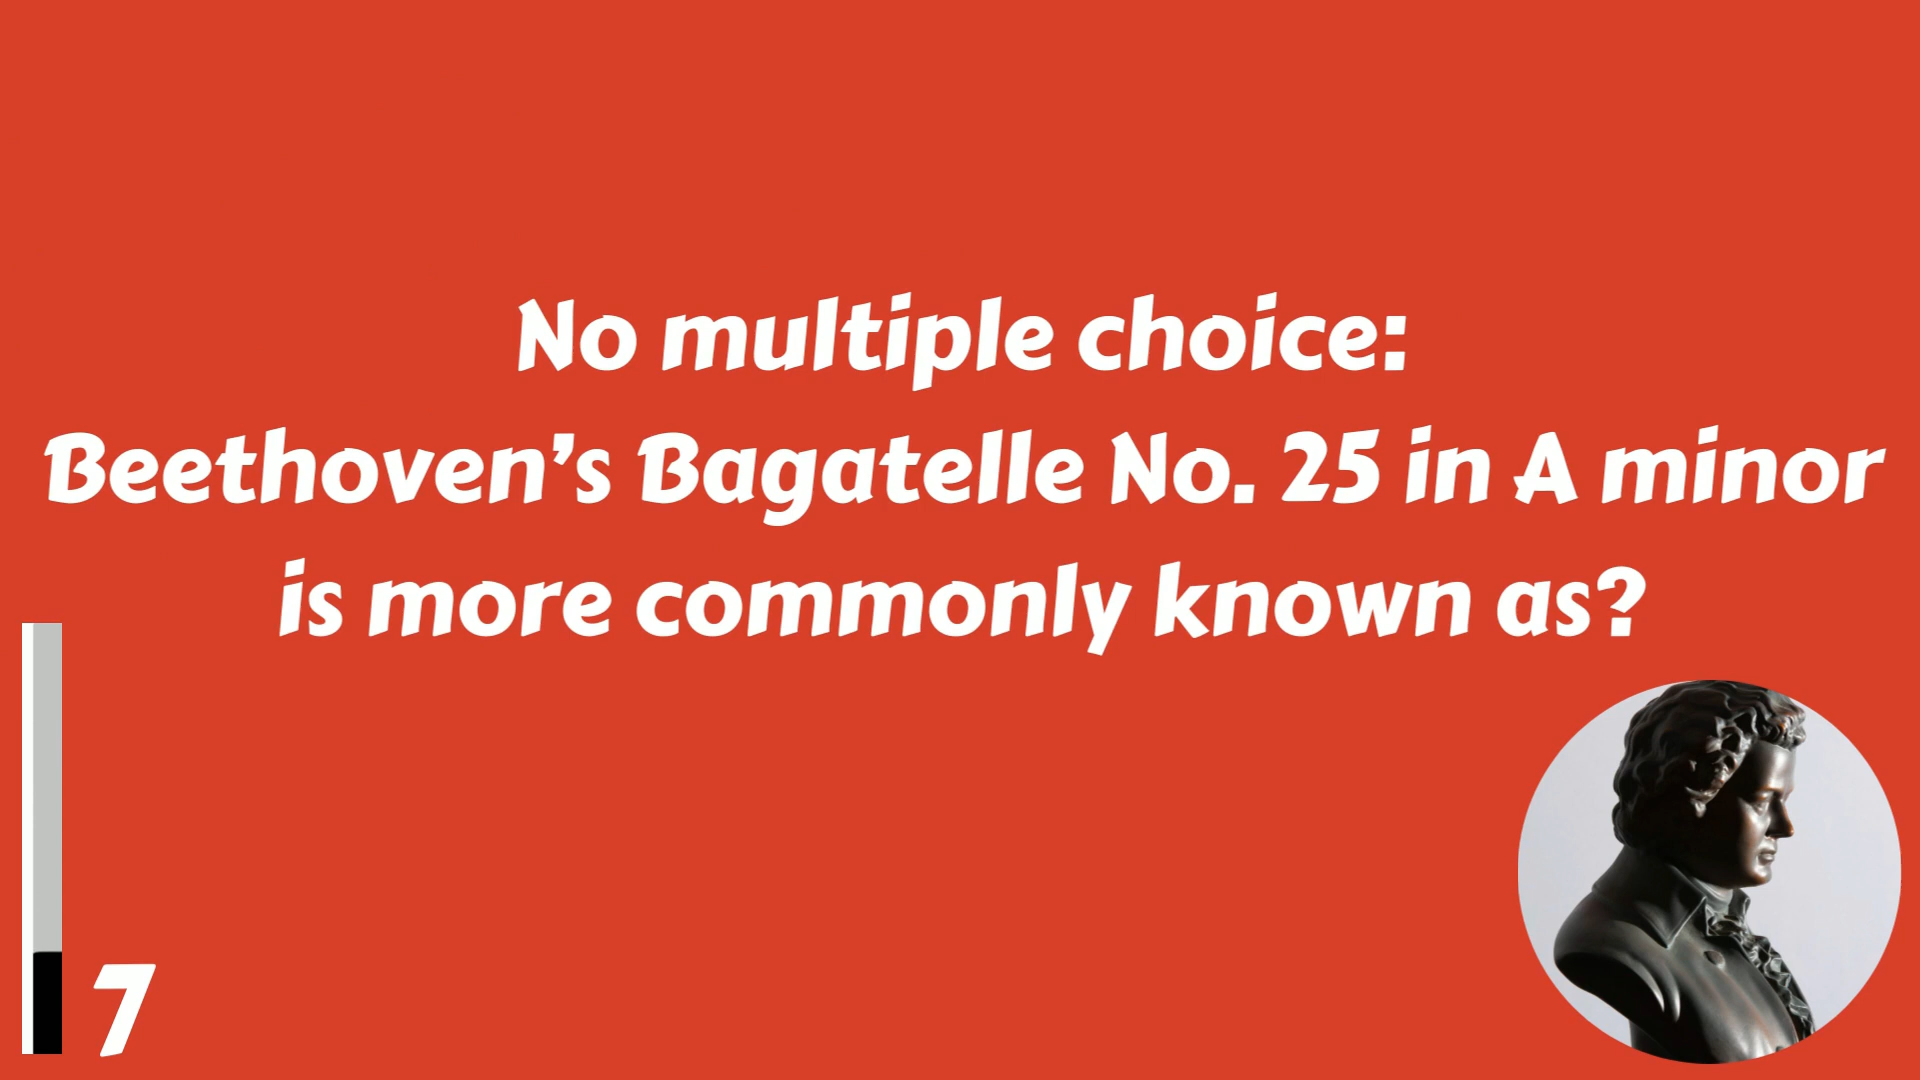 No multiple choice:
Beethoven’s Bagatelle No. 25 in A minor
is more commonly known as?
7